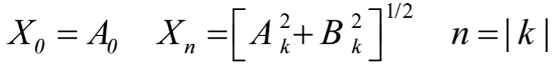 X₀ = A₀   Xₙ = [A²ₖ + B²ₖ]^{1/2}   n = |k|